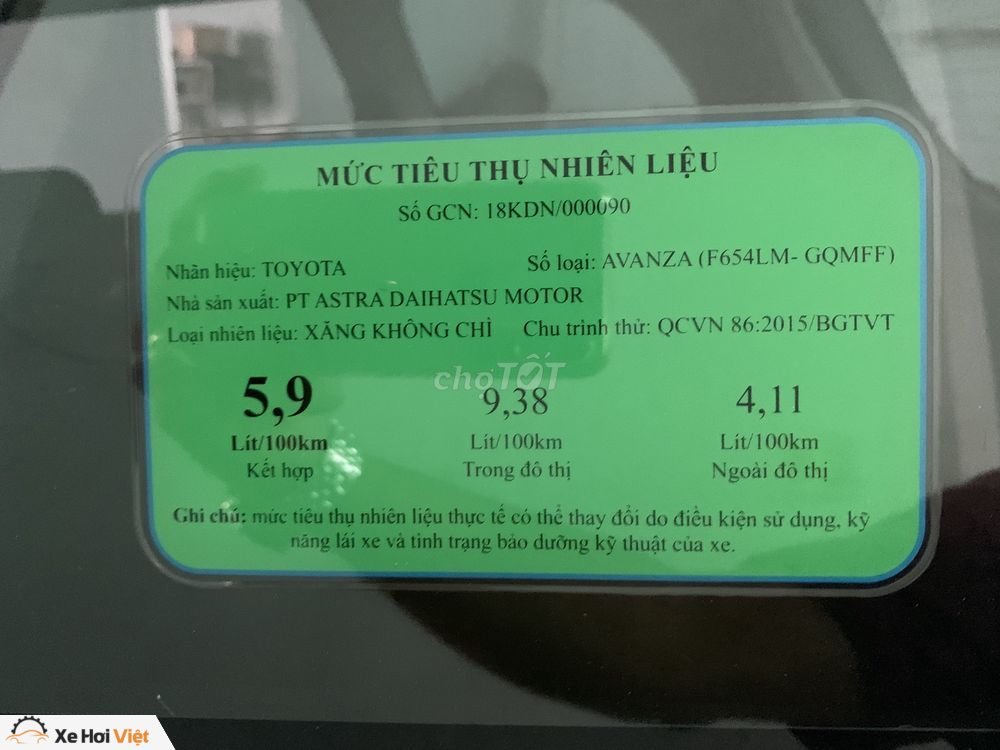 MỨC TIÊU THỤ NHIÊN LIỆU
Số GCN: 18KDN/000090
Nhãn hiệu: TOYOTA Số loại: AVANZA (F654LM- GQMFF)
Nhà sản xuất: PT ASTRA DAIHATSU MOTOR
Loại nhiên liệu: XĂNG KHÔNG CHÌ Chu trình thử: QCVN 86:2015/BGTVT
chợTỐT
5,9 9,38 4,11
Lít/100km Lít/100km Lít/100km
Kết hợp Trong đô thị Ngoài đô thị
Ghi chú: mức tiêu thụ nhiên liệu thực tế có thể thay đổi do điều kiện sử dụng, kỹ
năng lái xe và tình trạng bảo dưỡng kỹ thuật của xe.
Xe Hơi Việt